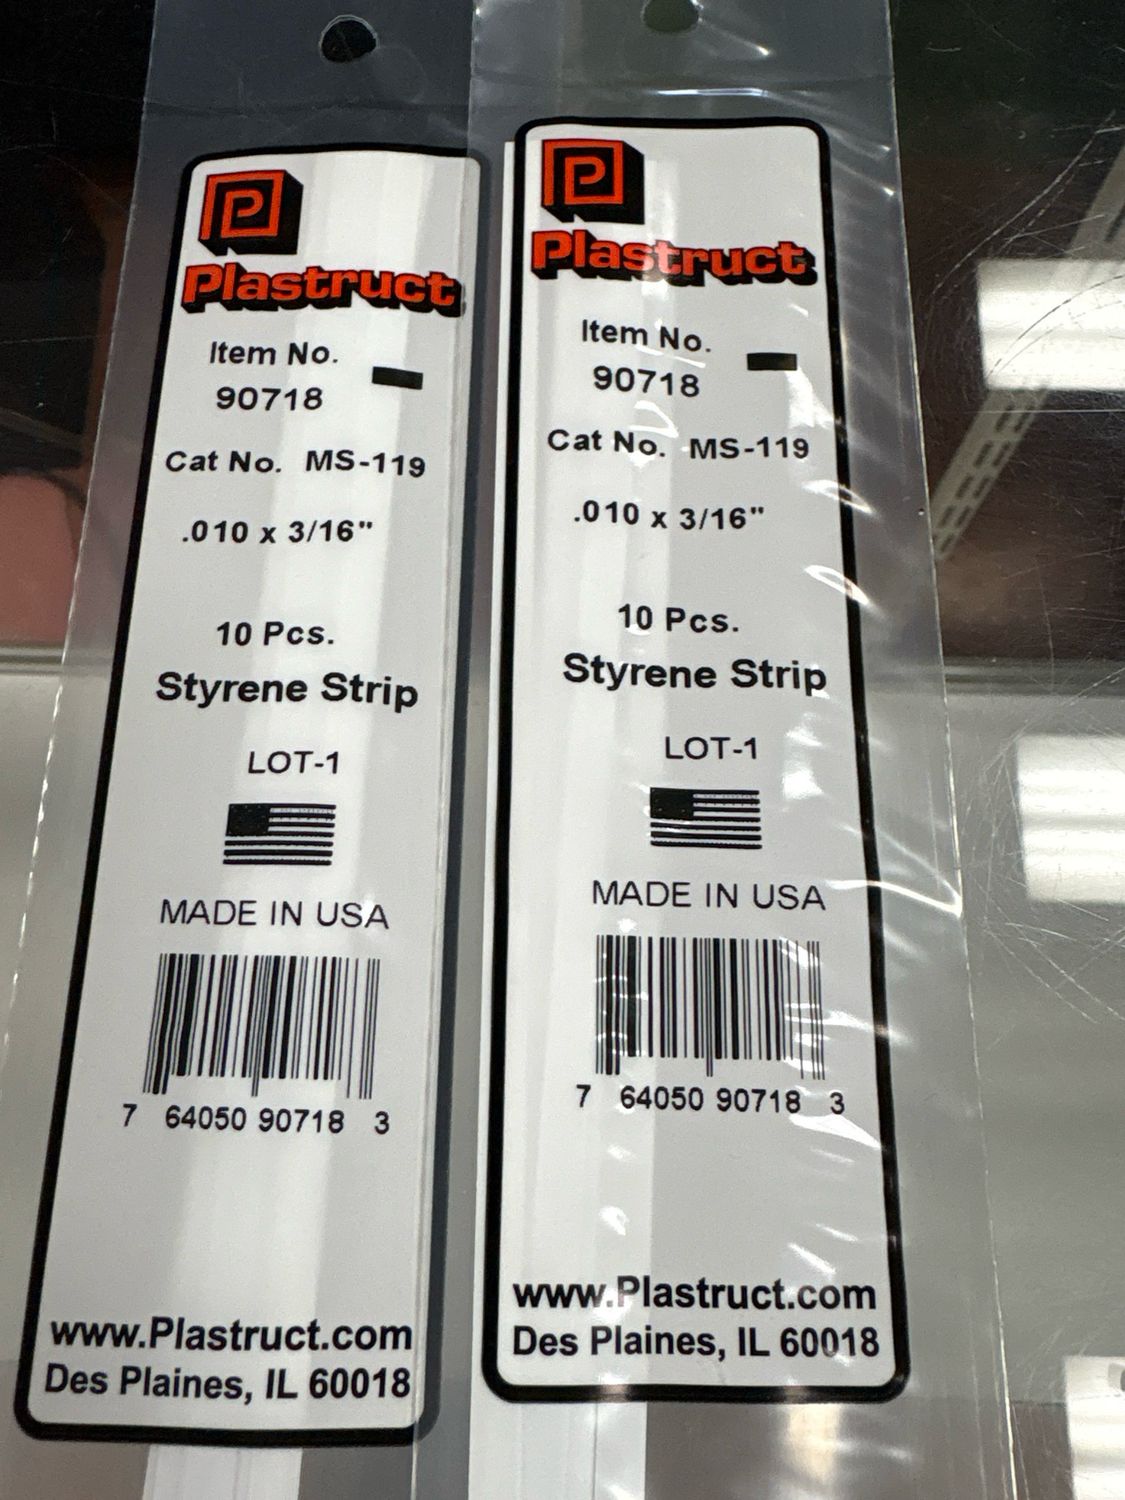 Plastruct
Item No.
90718
Cat No. MS-119
.010 x 3/16"
10 Pcs.
Styrene Strip
LOT-1
MADE IN USA
7 64050 90718 3
www.Plastruct.com
Des Plaines, IL 60018
Plastruct
Item No.
90718
Cat No. MS-119
.010 x 3/16"
10 Pcs.
Styrene Strip
LOT-1
MADE IN USA
7 64050 90718 3
www.Plastruct.com
Des Plaines, IL 60018